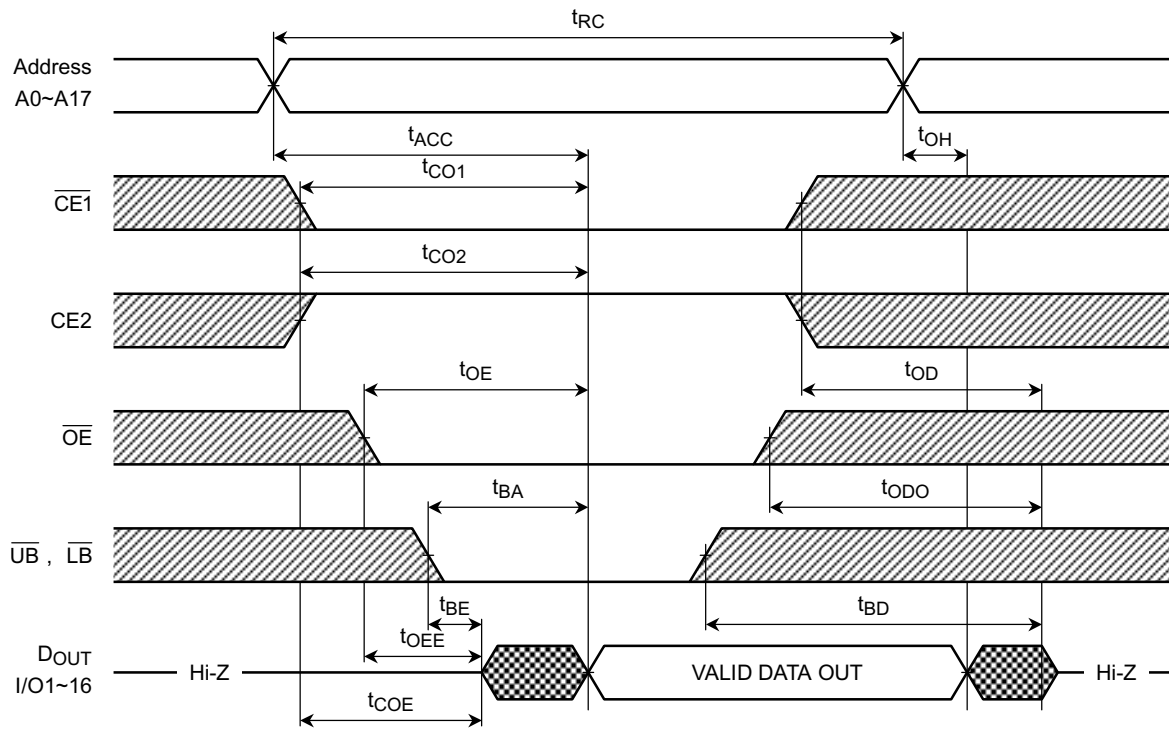 tRC
Address
A0~A17
tACC
tOH
tCO1
CE1
tCO2
CE2
tOE
tOD
OE
tBA
tODO
UB , LB
tBE
tBD
tOEE
DOUT
I/O1~16
Hi-Z
VALID DATA OUT
Hi-Z
tCOE